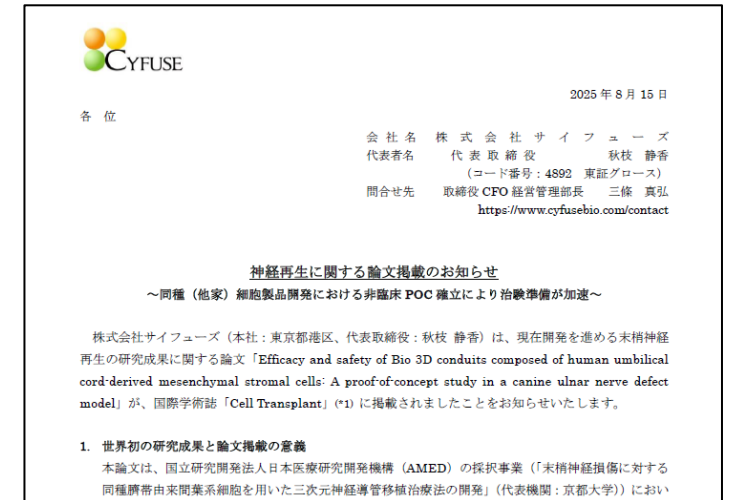 CYFUSE
2025 年 8 月 15 日
各 位
会 社 名 株 式 会 社 サ イ フ ュ ー ズ
代表者名 代 表 取 締 役 秋枝 静香
(コード番号:4892 東証グロース)
問合せ先 取締役 CFO 経営管理部長 三條 真弘
https://www.cyfusebio.com/contact
神経再生に関する論文掲載のお知らせ
~同種(他家)細胞製品開発における非臨床 POC 確立により治験準備が加速~
株式会社サイフューズ(本社:東京都港区、代表取締役:秋枝 静香)は、現在開発を進める末梢神経
再生の研究成果に関する論文「Efficacy and safety of Bio 3D conduits composed of human umbilical
cord-derived mesenchymal stromal cells: A proof-of-concept study in a canine ulnar nerve defect
model」が、国際学術誌「Cell Transplant」(*1) に掲載されましたことをお知らせいたします。
1. 世界初の研究成果と論文掲載の意義
本論文は、国立研究開発法人日本医療研究開発機構(AMED)の採択事業(「末梢神経損傷に対する
同種臍帯由来間葉系細胞を用いた三次元神経導管移植治療法の開発」(代表機関:京都大学))におい